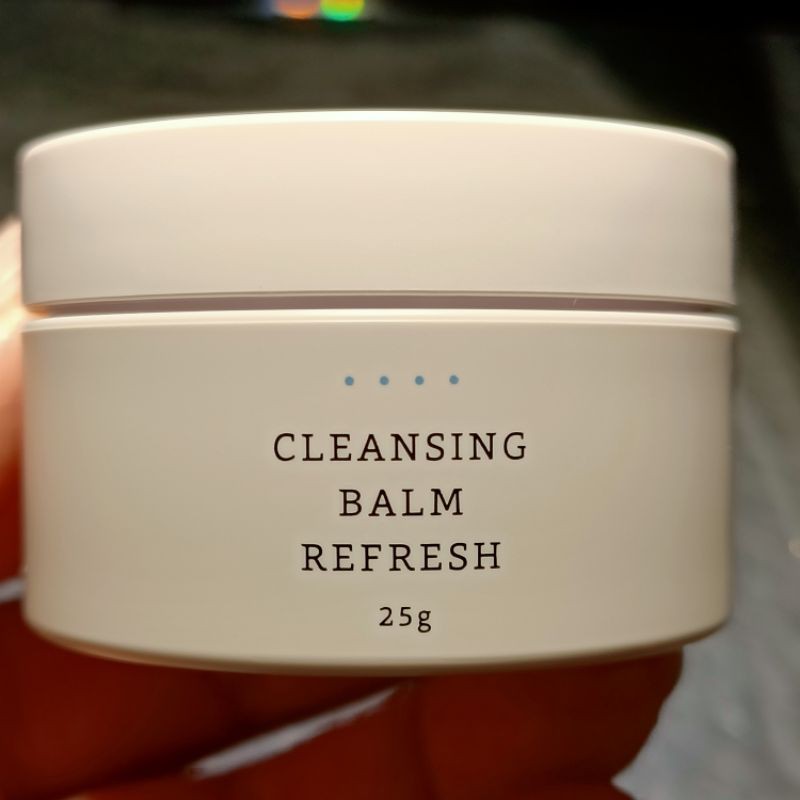 CLEANSING
BALM
REFRESH
25g